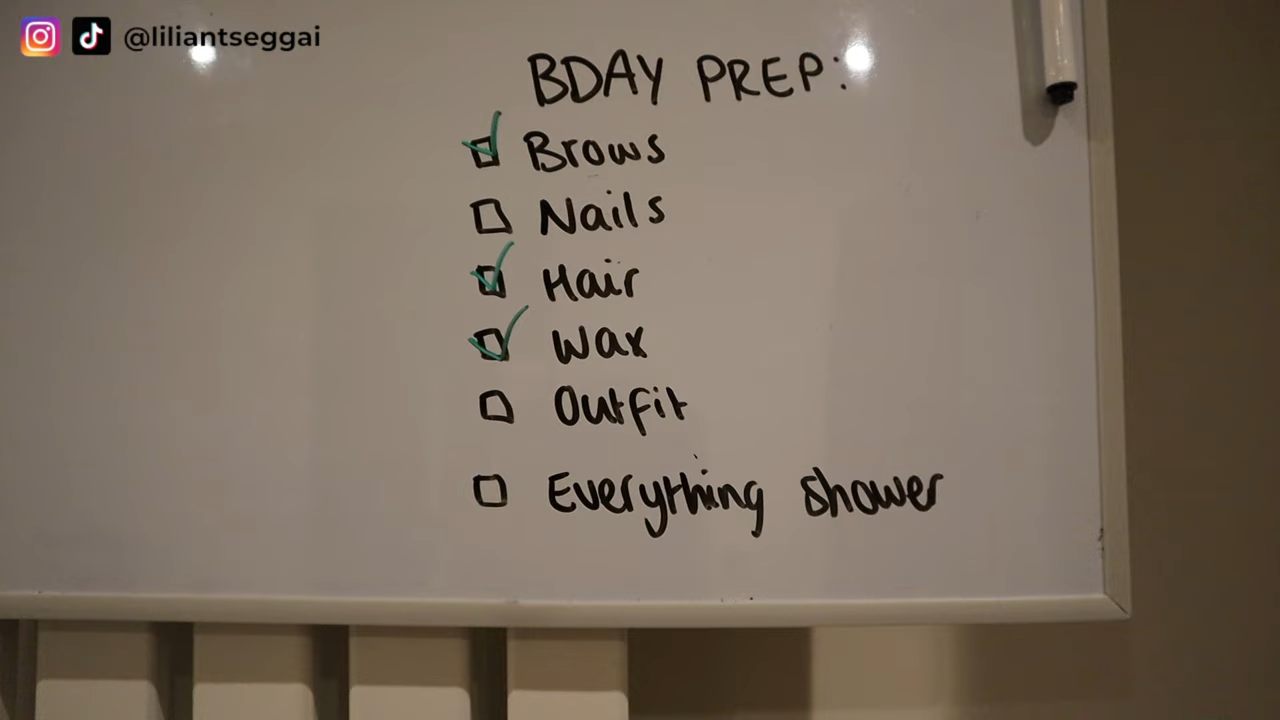 @liliantseggai
BDAY PREP:
Brows
Nails
Hair
Wax
Outfit
Everything shower